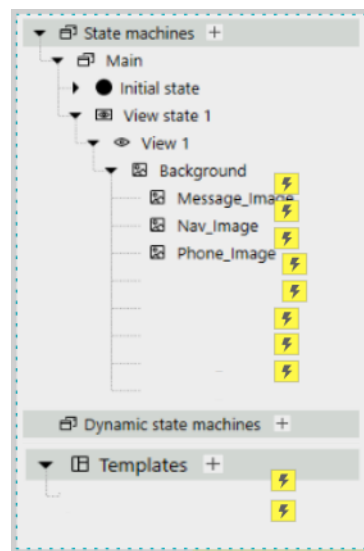 State machines +
Main
Initial state
View state 1
View 1
Background
Message_Image
Nav_Image
Phone_Image
Dynamic state machines +
Templates +